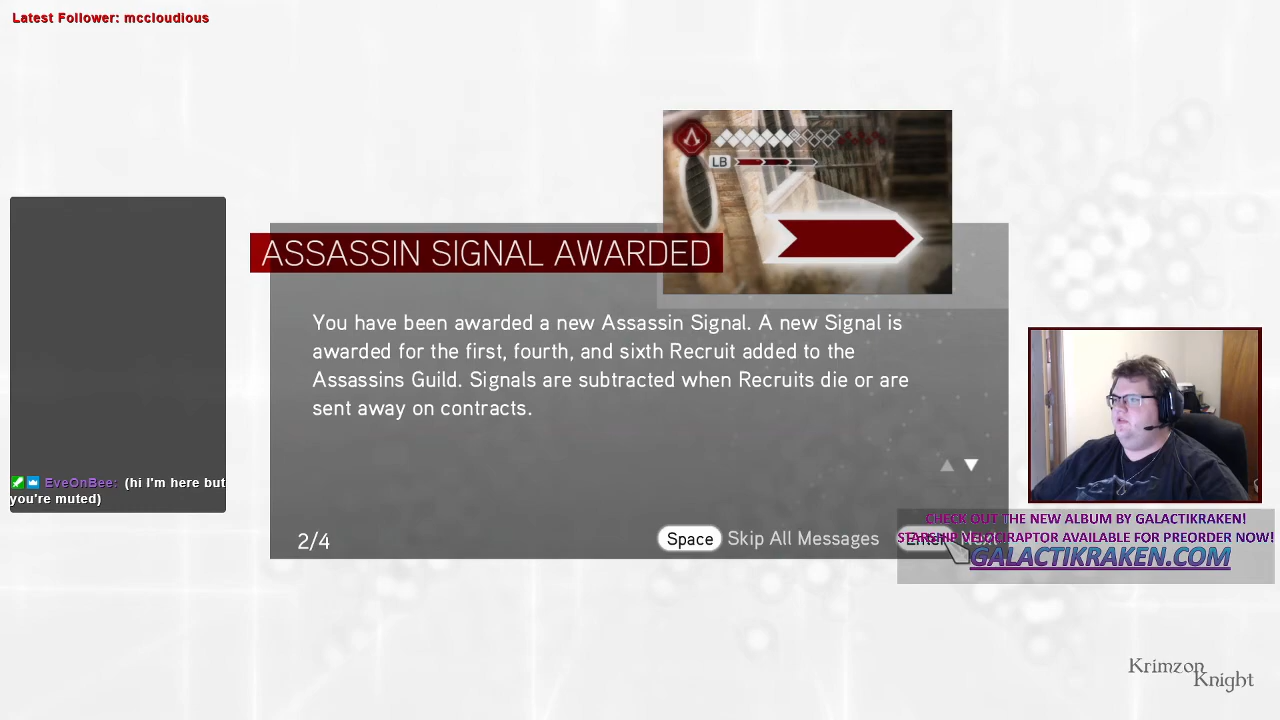 Latest Follower: mccloudious
LB
ASSASSIN SIGNAL AWARDED
You have been awarded a new Assassin Signal. A new Signal is
awarded for the first, fourth, and sixth Recruit added to the
Assassins Guild. Signals are subtracted when Recruits die or are
sent away on contracts.
EveOnBee: (hi I'm here but
you're muted)
2/4
Space Skip All Messages Enter
CHECK OUT THE NEW ALBUM BY GALACTIKRAKEN!
STARSHIP VELOCIRAPTOR AVAILABLE FOR PREORDER NOW!
GALACTIKRAKEN.COM
Krimzon
Knight